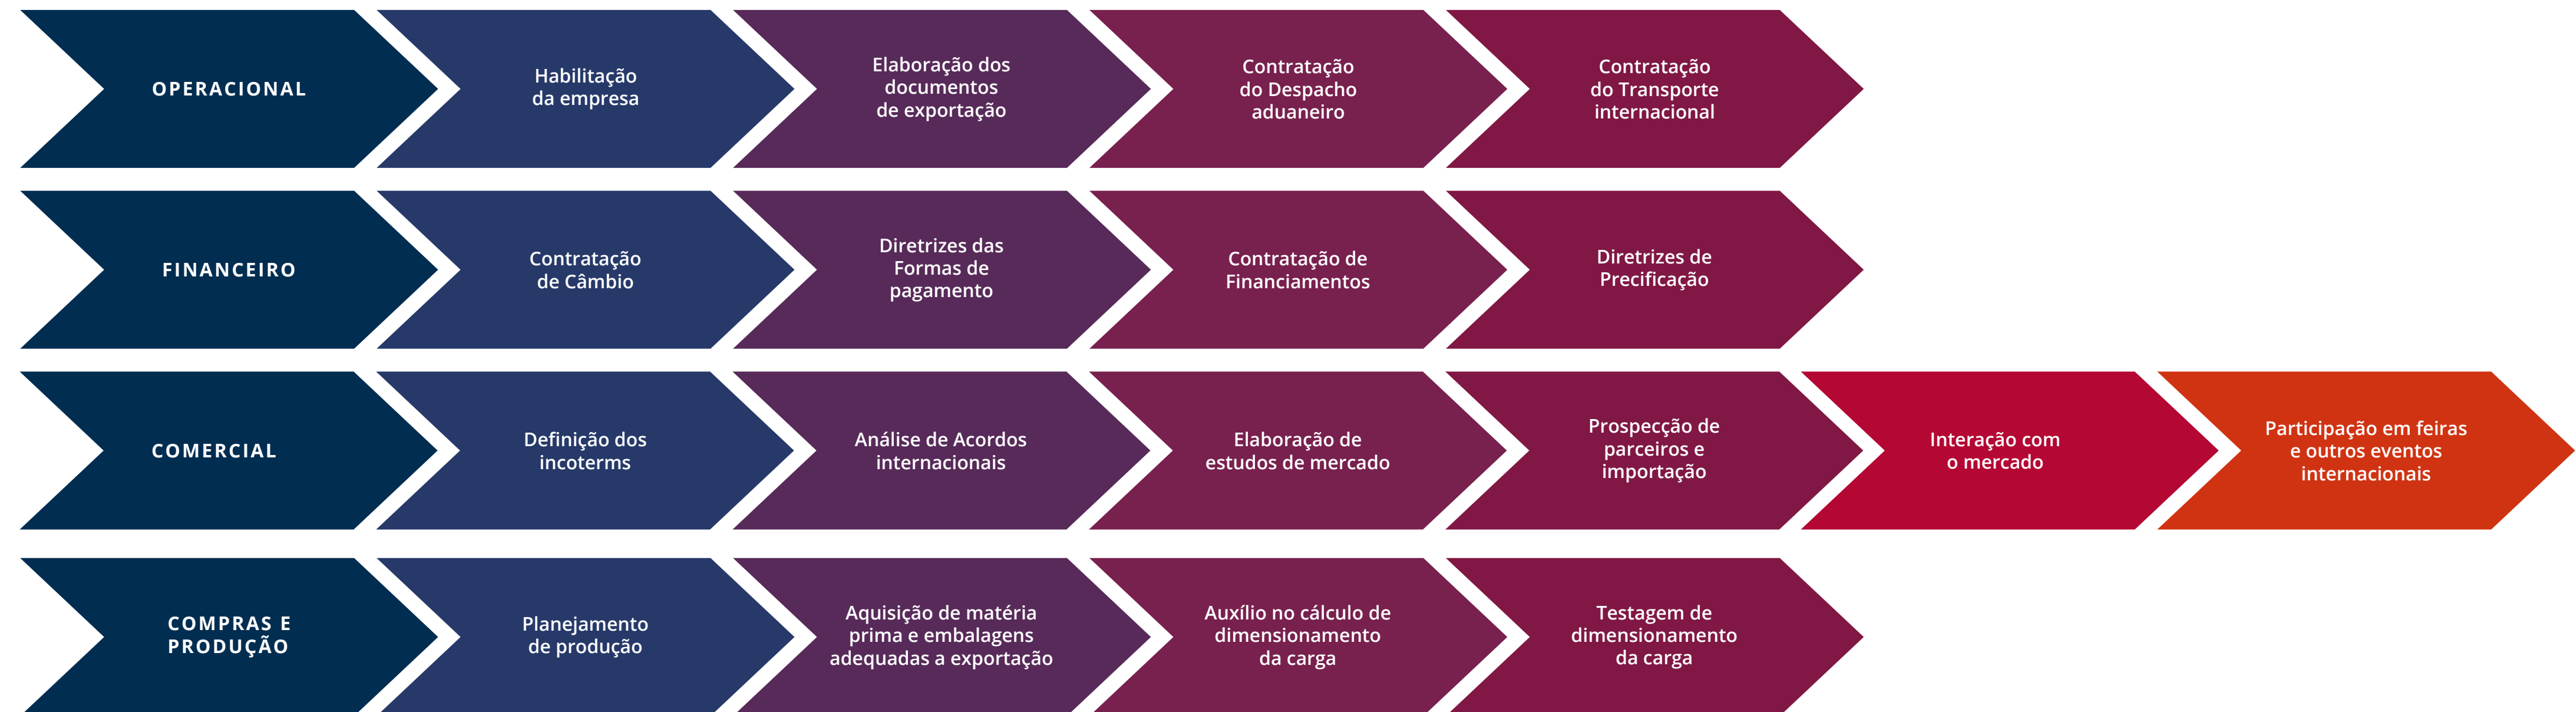 OPERACIONAL
Habilitação
da empresa
Elaboração dos
documentos
de exportação
Contratação
do Despacho
aduaneiro
Contratação
do Transporte
internacional
FINANCEIRO
Contratação
de Câmbio
Diretrizes das
Formas de
pagamento
Contratação de
Financiamentos
Diretrizes de
Precificação
COMERCIAL
Definição dos
incoterms
Análise de Acordos
internacionais
Elaboração de
estudos de mercado
Prospecção de
parceiros e
importação
Interação com
o mercado
Participação em feiras
e outros eventos
internacionais
COMPRAS E
PRODUÇÃO
Planejamento
de produção
Aquisição de matéria
prima e embalagens
adequadas a exportação
Auxílio no cálculo de
dimensionamento
da carga
Testagem de
dimensionamento
da carga